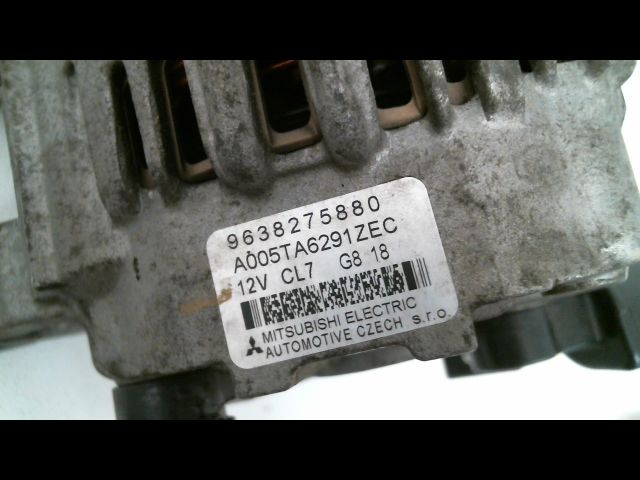 9638275880
A005TA6291ZEC
12V CL7 G8 18
MITSUBISHI ELECTRIC
AUTOMOTIVE CZECH s.r.o.